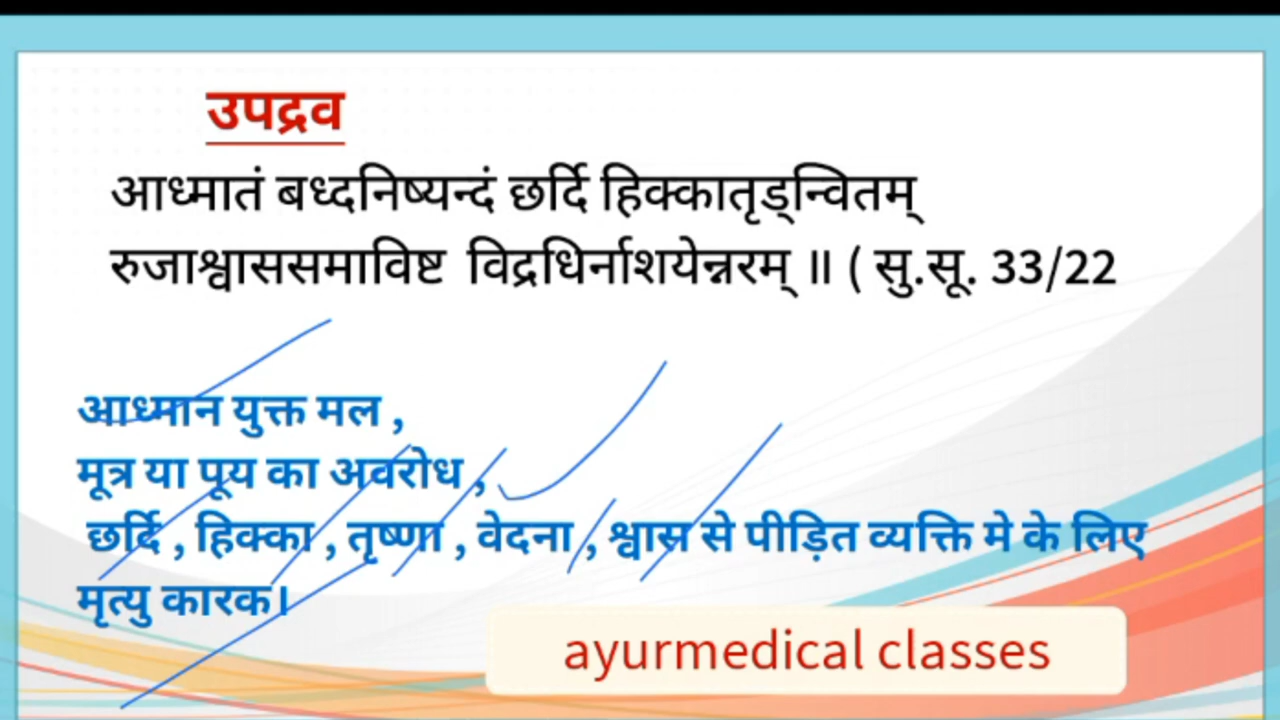 उपद्रव
आध्मातं बध्दनिष्यन्दं छर्दि हिक्कातृड्न्वितम्
रुजाश्वाससमाविष्ट विद्रधिर्नाशयेन्नरम् ॥ ( सु.सू. 33/22
आध्मान युक्त मल ,
मूत्र या पूय का अवरोध ,
छर्दि , हिक्का , तृष्णा , वेदना , श्वास से पीड़ित व्यक्ति मे के लिए
मृत्यु कारक।
ayurmedical classes